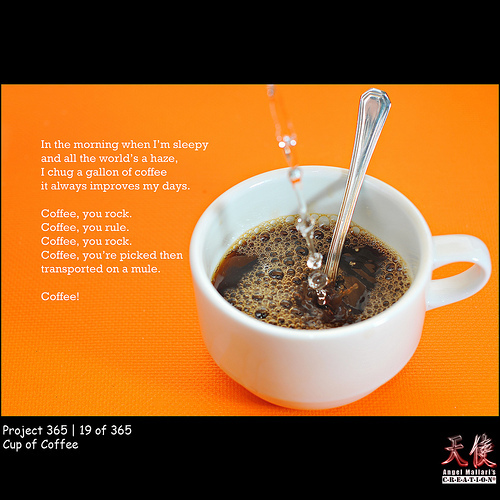 In the morning when I'm sleepy
and all the world's a haze,
I chug a gallon of coffee
it always improves my days.
Coffee, you rock.
Coffee, you rule.
Coffee, you rock.
Coffee, you're picked then
transported on a mule.
Coffee!
Project 365 | 19 of 365
Cup of Coffee
天使
Angel Mallari's
CREATION